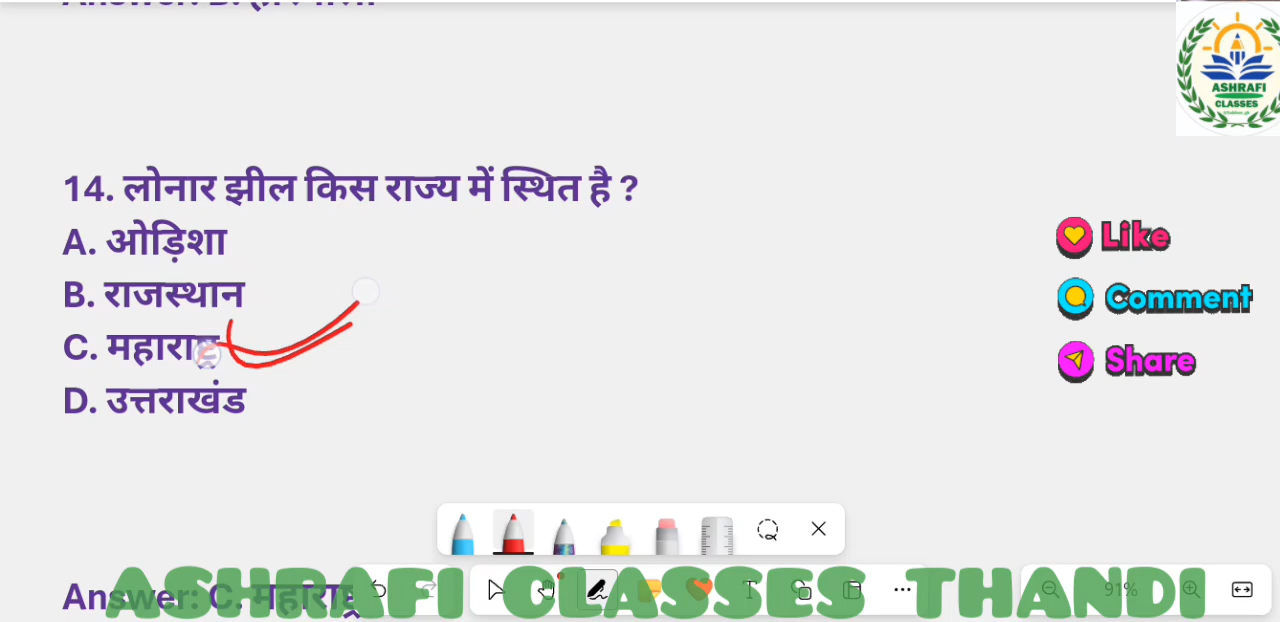 ASHRAFI
CLASSES
14. लोनार झील किस राज्य में स्थित है ?
A. ओड़िशा
B. राजस्थान
C. महाराष्ट्र
D. उत्तराखंड
Like
Comment
Share
Answer: C. महाराष्ट्र
91%
ASHRAFI CLASSES THANDI